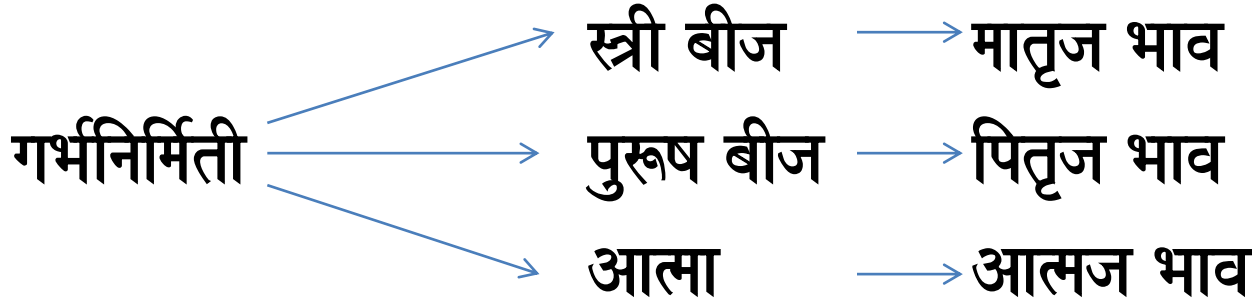 स्त्री बीज मातृज भाव
गर्भनिर्मिती पुरूष बीज पितृज भाव
आत्मा आत्मज भाव